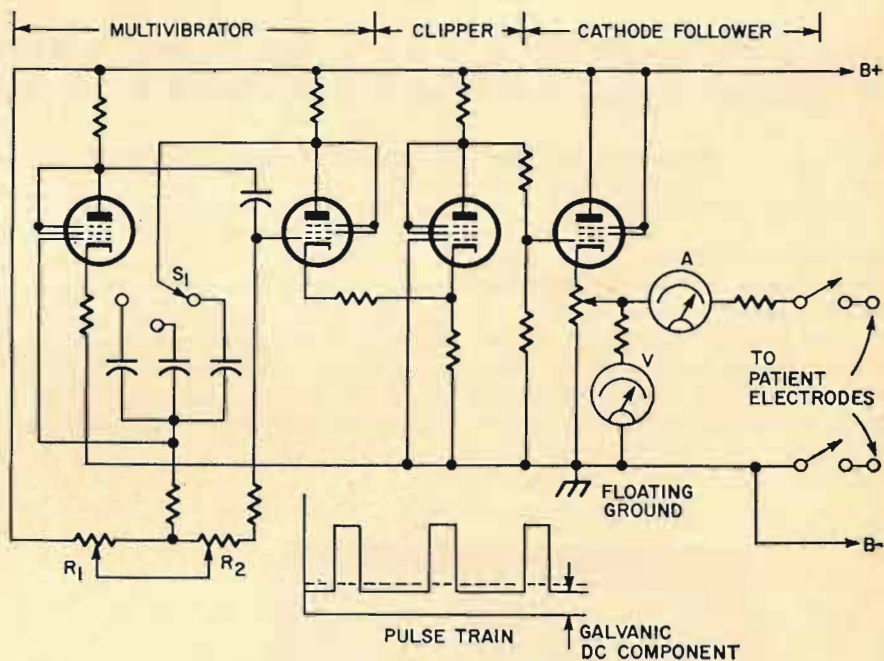 MULTIVIBRATOR
CLIPPER
CATHODE FOLLOWER
B+
S1
A
V
TO
PATIENT
ELECTRODES
FLOATING
GROUND
R1
R2
B-
PULSE TRAIN
GALVANIC
DC COMPONENT